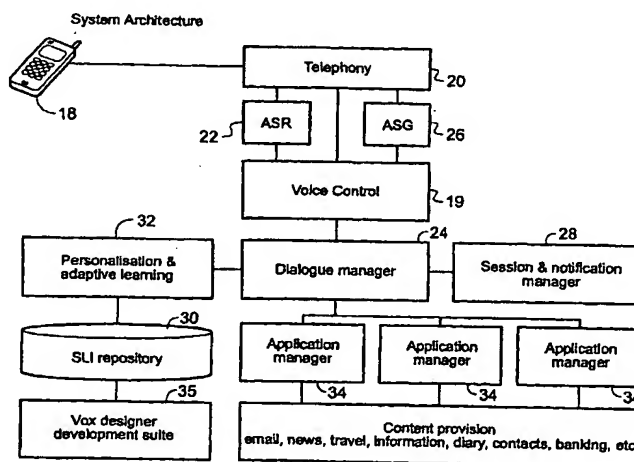 System Architecture
Telephony
20
18
22
ASR
ASG
26
Voice Control
19
32
24
28
Personalisation &
adaptive learning
Dialogue manager
Session & notification
manager
30
SLI repository
Application
manager
Application
manager
Application
manager
35
34
34
34
Vox designer
development suite
Content provision
email, news, travel, information, diary, contacts, banking, etc